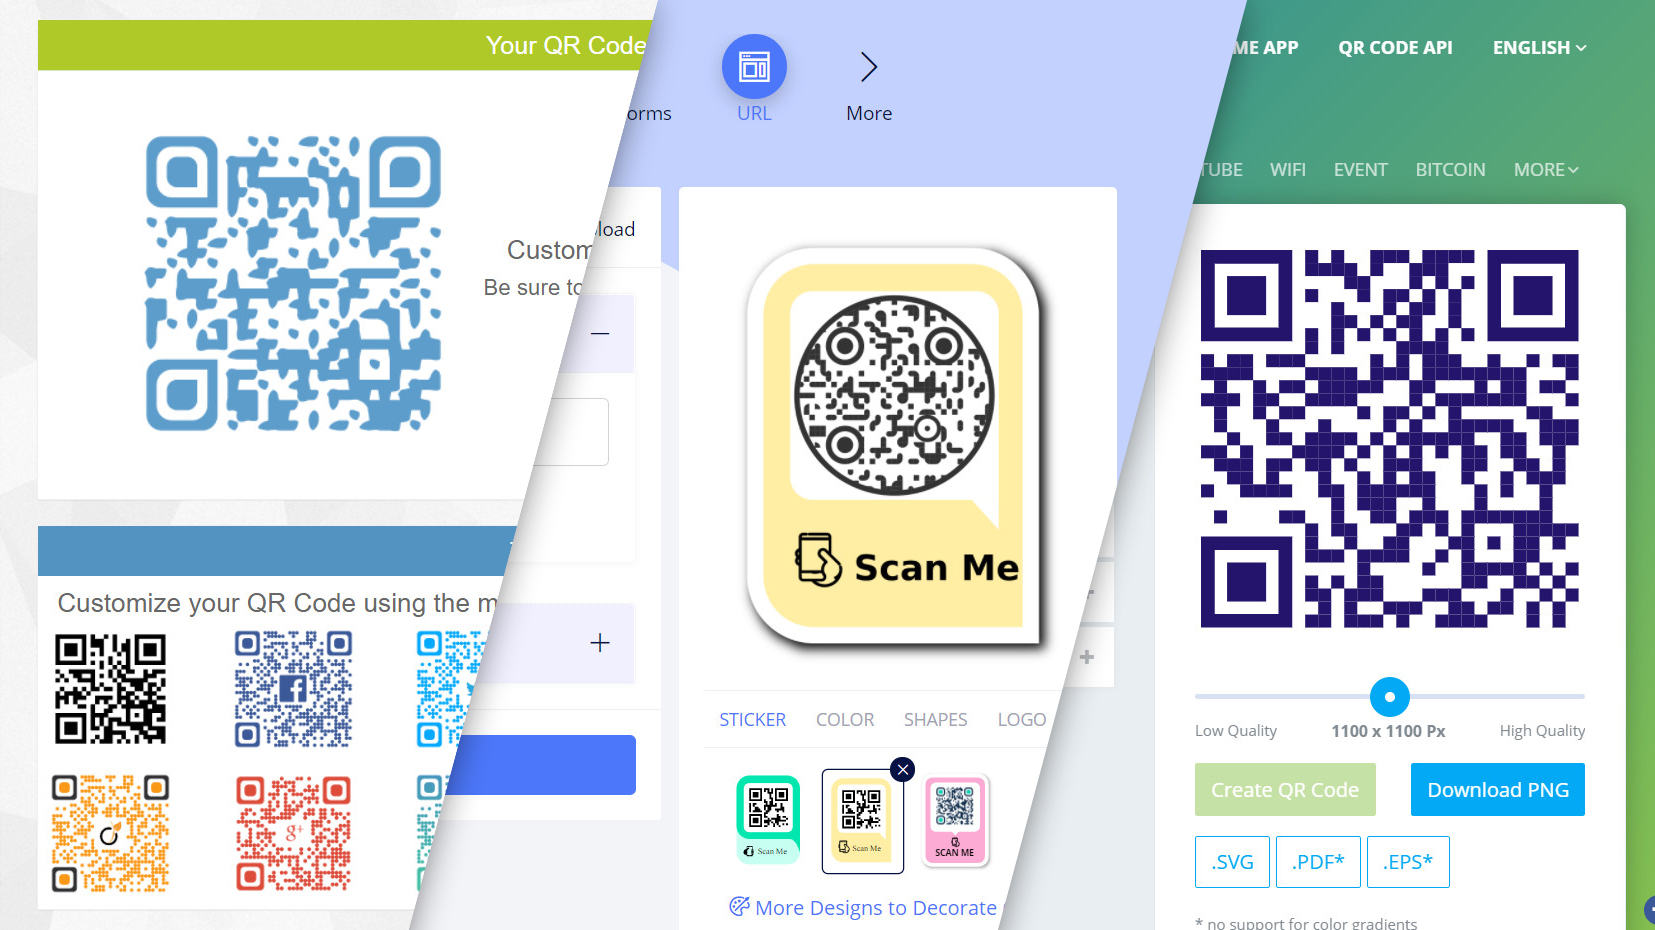 Your QR Code
Custom
Be sure to
Customize your QR Code using the m
f
g+
orms
URL
More
load
Scan Me
STICKER COLOR SHAPES LOGO
Scan Me
Scan Me
SCAN ME
More Designs to Decorate
ME APP QR CODE API ENGLISH
TUBE WIFI EVENT BITCOIN MORE
Low Quality 1100 x 1100 Px High Quality
Create QR Code Download PNG
.SVG .PDF* .EPS*
* no support for color gradients